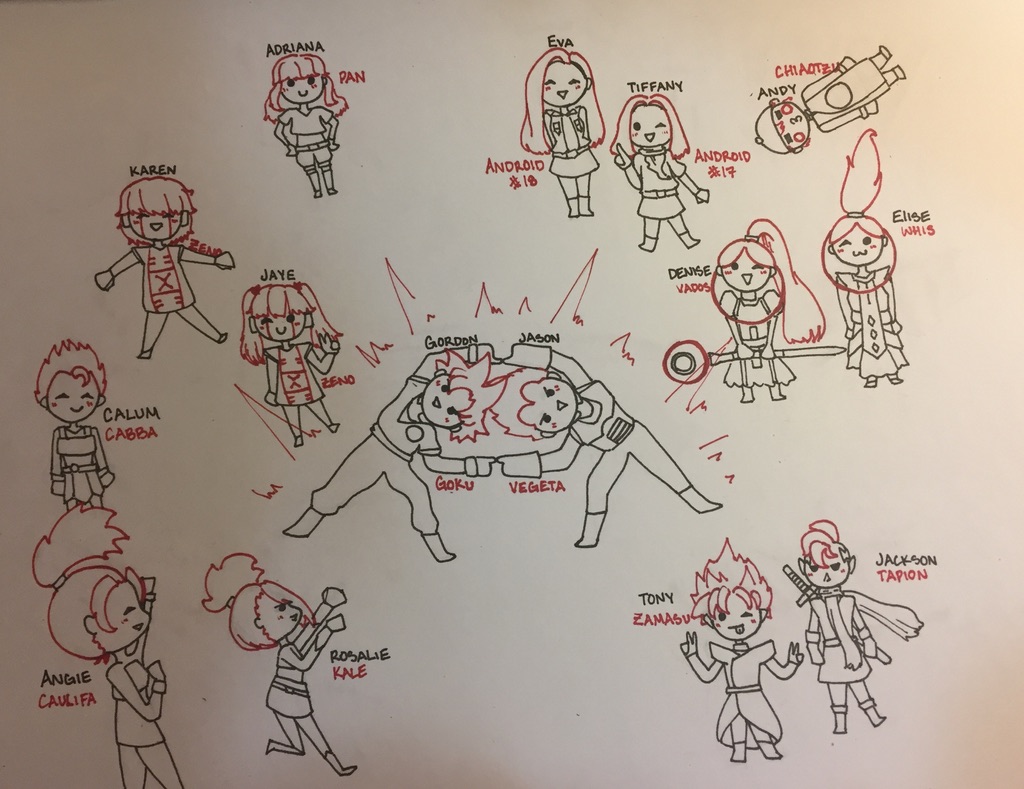 ADRIANA
PAN
EVA
ANDROID
#18
TIFFANY
ANDROID
#17
CHIAOTZU
ANDY
KAREN
ZENO
JAYE
ZENO
ELISE
WHIS
DENISE
VADOS
GORDON
JASON
GOKU
VEGETA
CALUM
CABBA
ANGIE
CAULIFA
ROSALIE
KALE
TONY
ZAMASU
JACKSON
TAPION